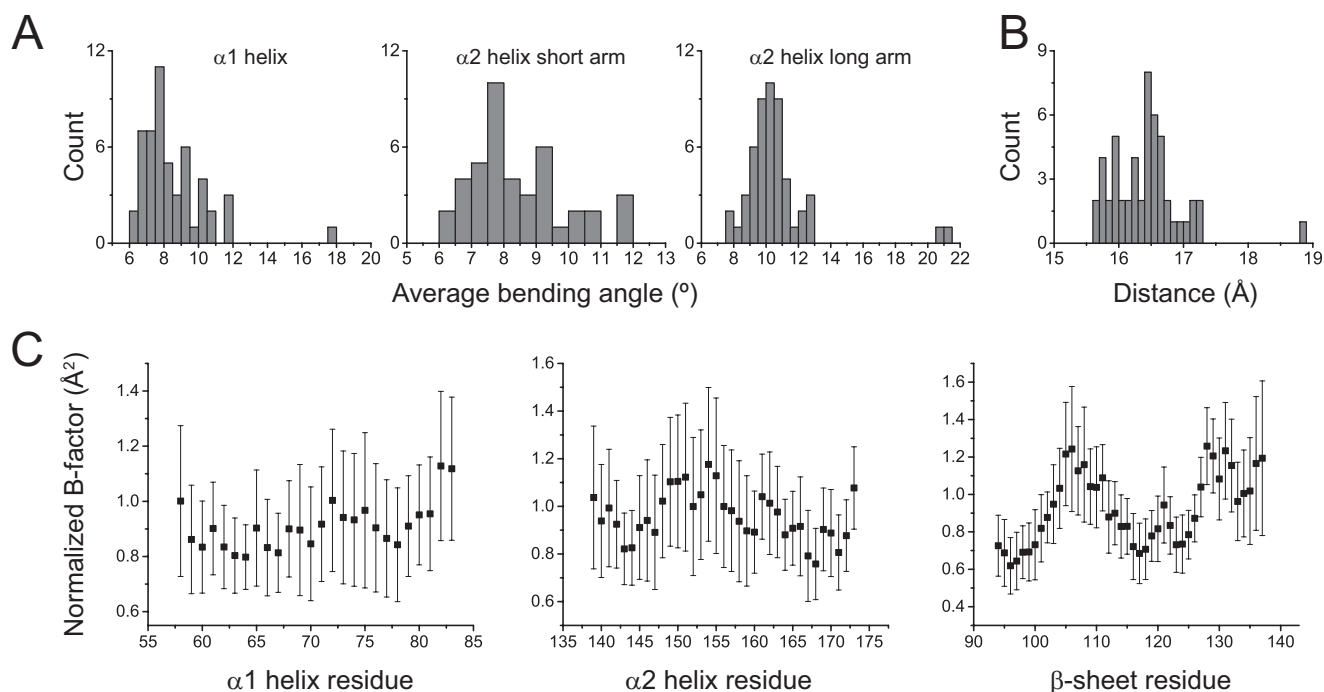 A
B
α1 helix
α2 helix short arm
α2 helix long arm
Count
12
6
0
12
6
0
12
6
0
Count
9
6
3
0
6 8 10 12 14 16 18 20
5 6 7 8 9 10 11 12 13
6 8 10 12 14 16 18 20 22
15 16 17 18 19
Average bending angle (º)
Distance (Å)
C
Normalized B-factor (Å²)
1.4
1.2
1.0
0.8
0.6
55 60 65 70 75 80 85
α1 helix residue
1.6
1.4
1.2
1.0
0.8
0.6
135 140 145 150 155 160 165 170 175
α2 helix residue
1.6
1.4
1.2
1.0
0.8
0.6
0.4
90 100 110 120 130 140
β-sheet residue